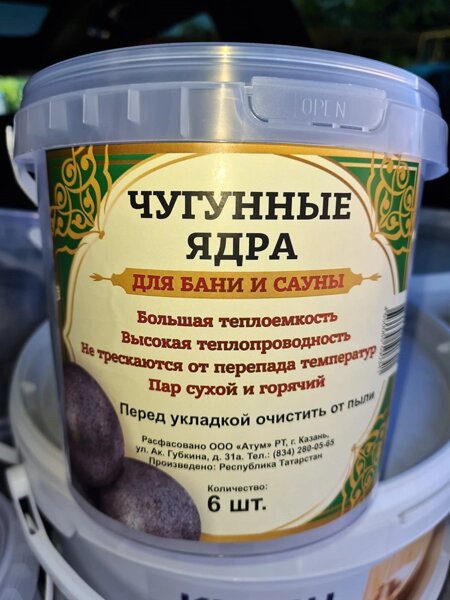 OPEN
ЧУГУННЫЕ
ЯДРА
ДЛЯ БАНИ И САУНЫ
Большая теплоемкость
Высокая теплопроводность
Не трескаются от перепада температур
Пар сухой и горячий
Перед укладкой очистить от пыли
Расфасовано ООО «Атум» РТ, г. Казань,
ул. Ак. Губкина, д. 31а. Тел.: (834) 280-05-65
Произведено: Республика Татарстан
Количество:
6 шт.